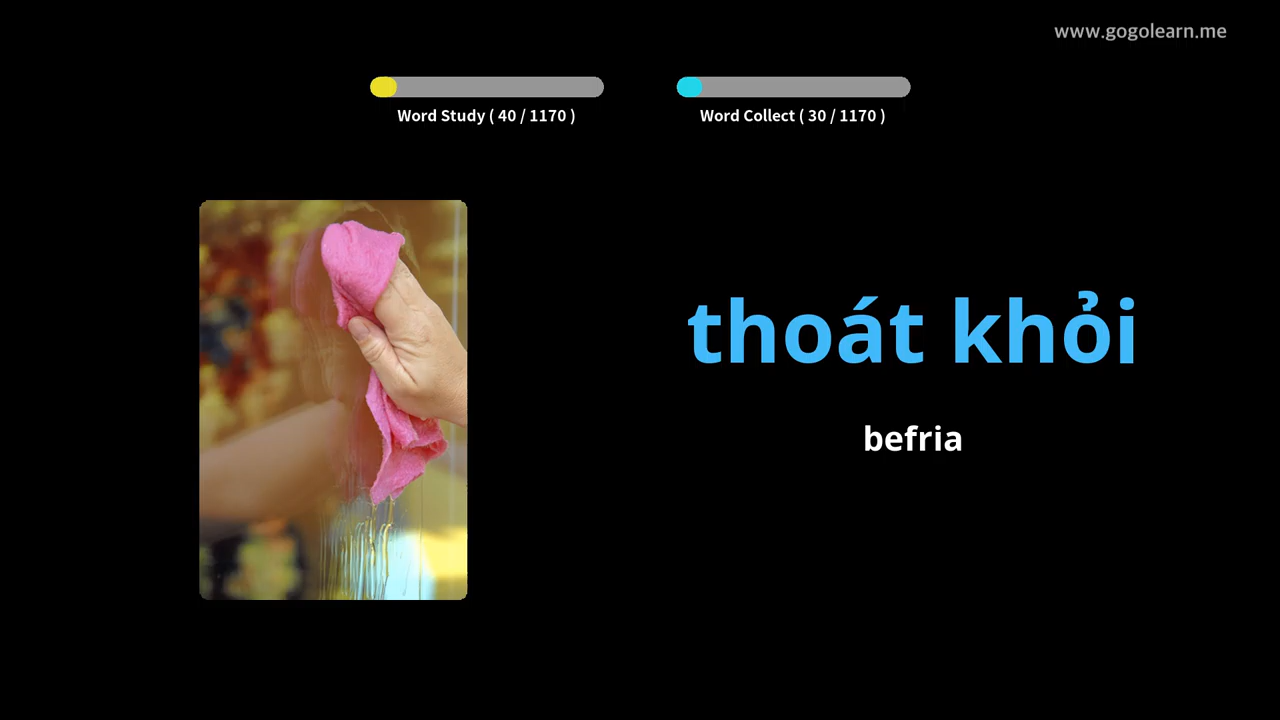 www.gogolearn.me
Word Study ( 40 / 1170 )
Word Collect ( 30 / 1170 )
thoát khỏi
befria